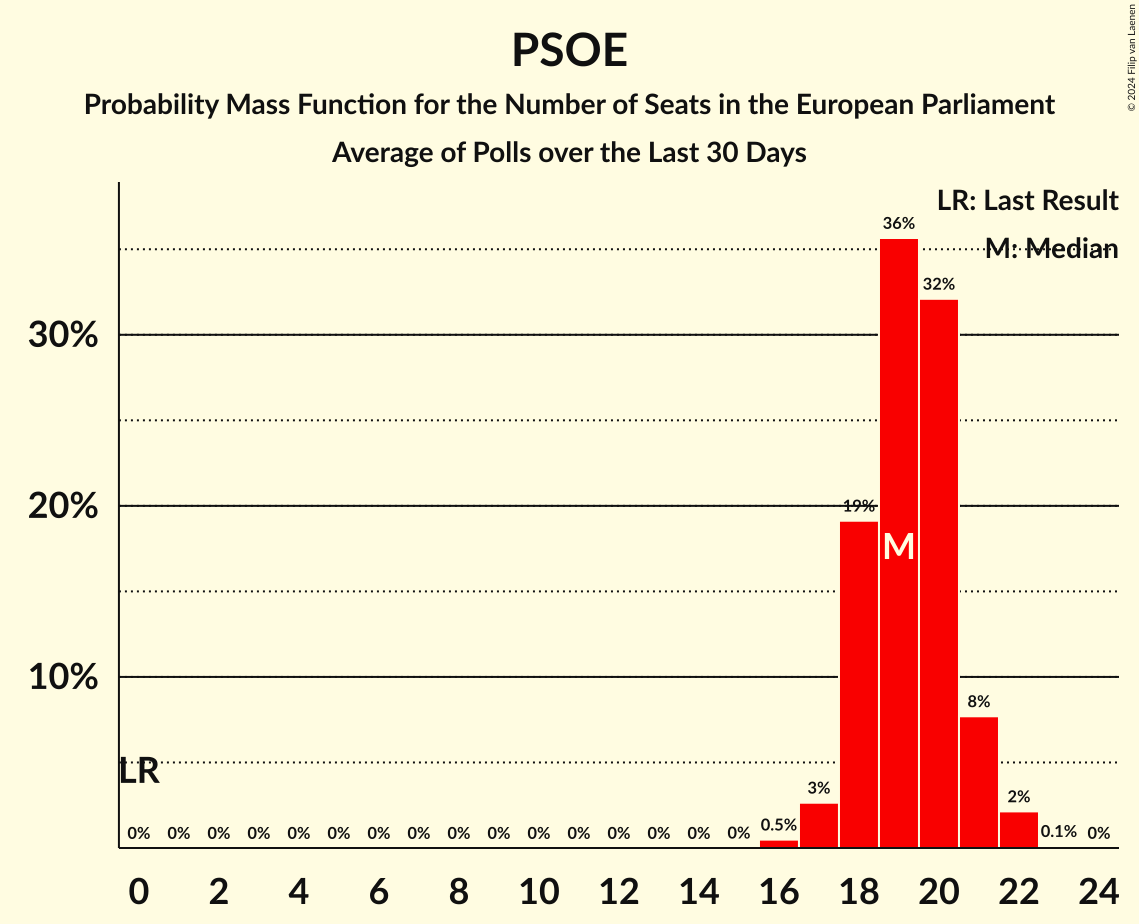 PSOE
Probability Mass Function for the Number of Seats in the European Parliament
Average of Polls over the Last 30 Days
© 2024 Filip van Laenen
LR: Last Result
M: Median
36%
32%
30%
20%
19%
M
10%
8%
LR
3%
2%
0% 0% 0% 0% 0% 0% 0% 0% 0% 0% 0% 0% 0% 0% 0% 0% 0.5% 0.1% 0%
0 2 4 6 8 10 12 14 16 18 20 22 24